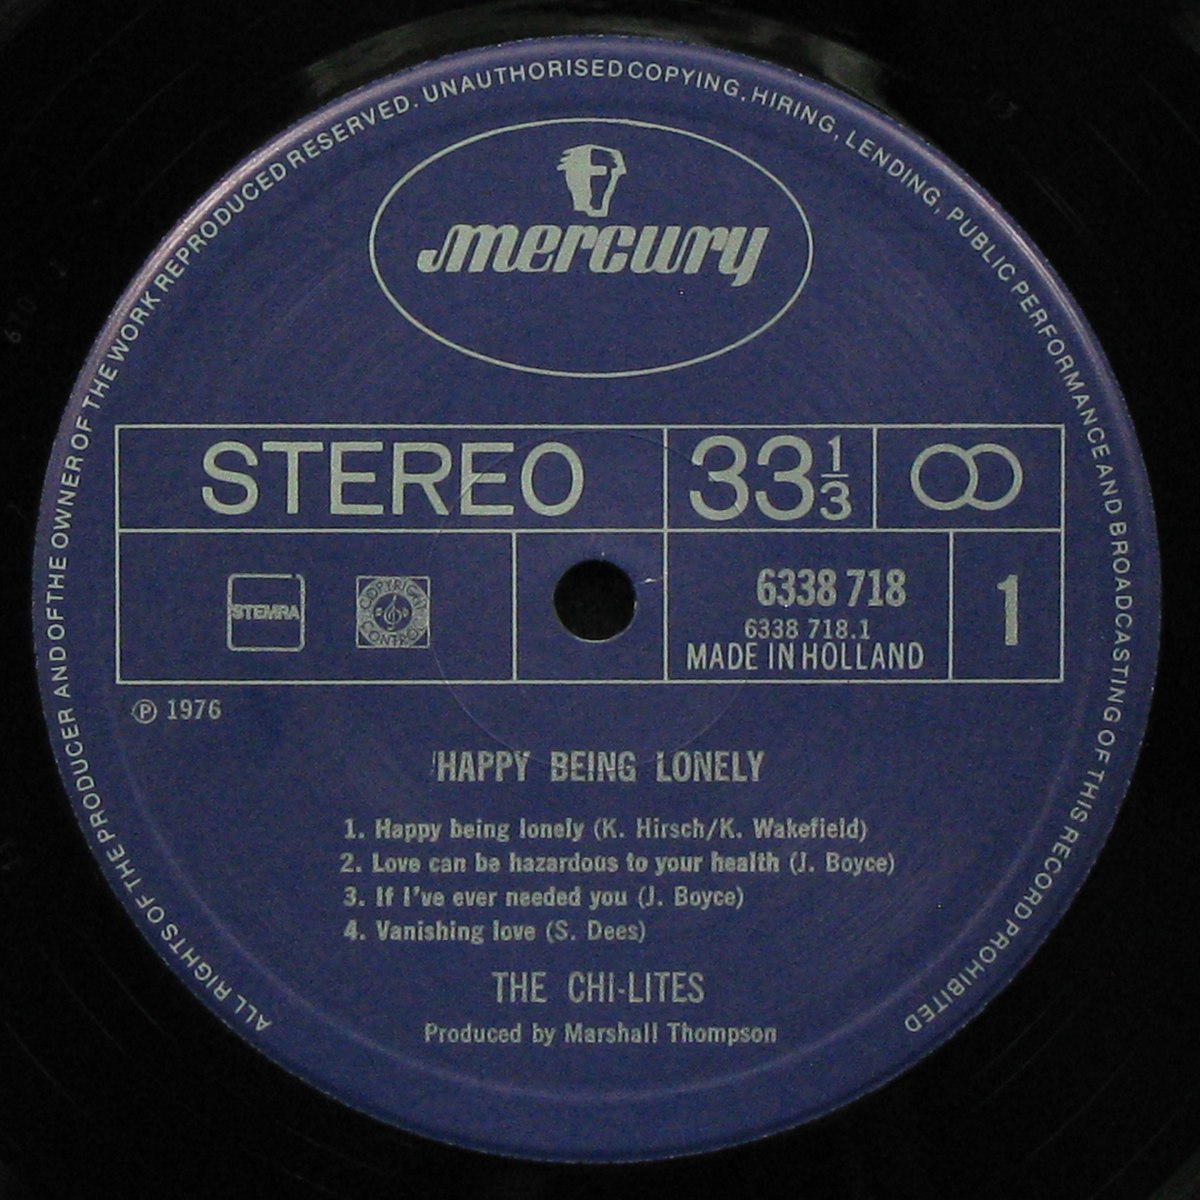 ALL RIGHTS OF THE PRODUCER AND OF THE OWNER OF THE WORK REPRODUCED RESERVED. UNAUTHORISED COPYING, HIRING, LENDING, PUBLIC PERFORMANCE AND BROADCASTING OF THIS RECORD PROHIBITED
mercury
STEREO 33 1/3
STEMRA COPYRIGHT CONTROL 6338 718 1
6338 718.1
MADE IN HOLLAND
℗ 1976
HAPPY BEING LONELY
1. Happy being lonely (K. Hirsch/K. Wakefield)
2. Love can be hazardous to your health (J. Boyce)
3. If I've ever needed you (J. Boyce)
4. Vanishing love (S. Dees)
THE CHI-LITES
Produced by Marshall Thompson